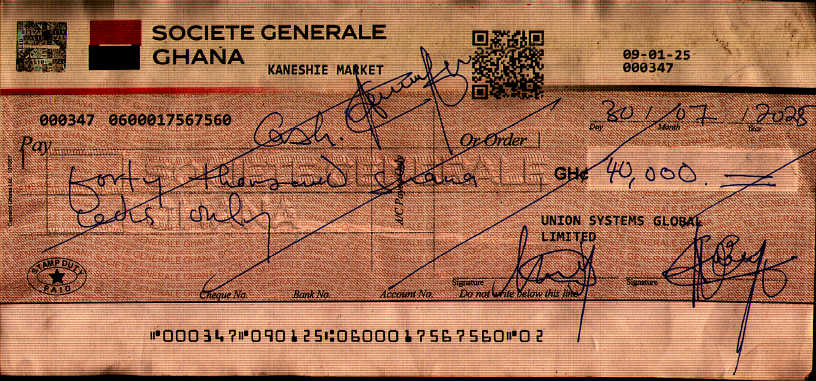 SOCIETE GENERALE
GHANA
KANESHIE MARKET
09-01-25
000347
000347 0600017567560
30 / 07 / 2025
Day Month Year
Pay Cash. Or Order
forty thousand ghana GH¢ 40,000.
cedis only
A/C Payee Only
UNION SYSTEMS GLOBAL
LIMITED
STAMP DUTY
PAID
Signature Signature
Cheque No. Bank No. Account No. Do not write below this line
⑈000347⑈090125⑆0600017567560⑈02